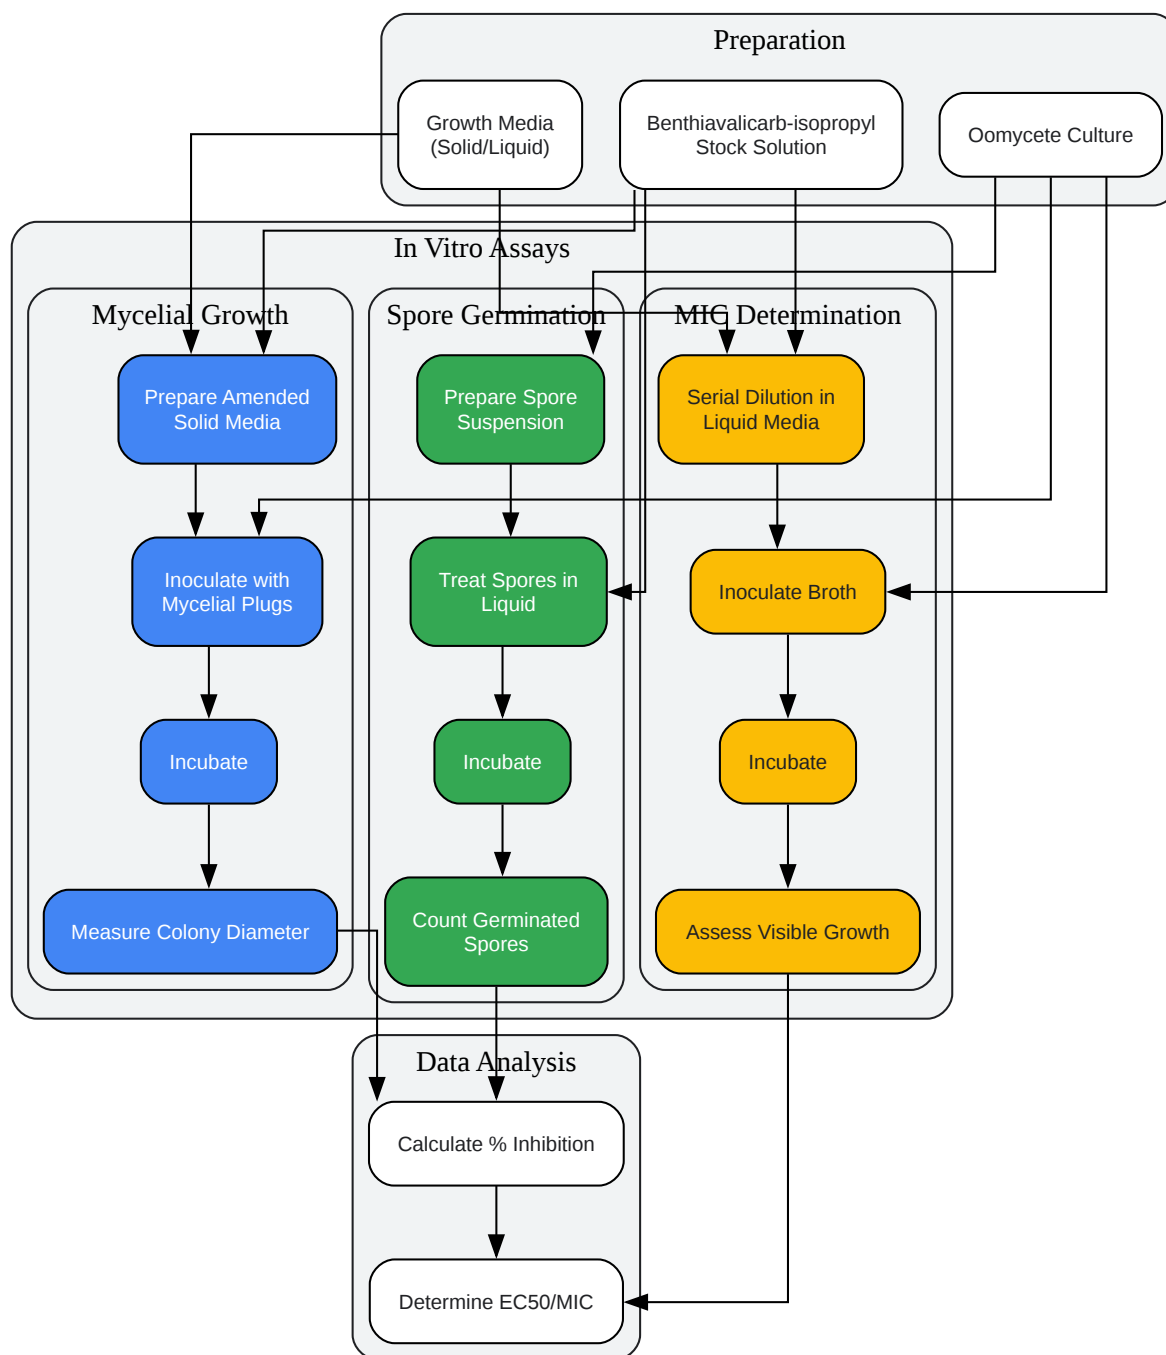 Preparation
Growth Media
(Solid/Liquid)
Benthiavalicarb-isopropyl
Stock Solution
Oomycete Culture
In Vitro Assays
Mycelial Growth
Spore Germination
MIC Determination
Prepare Amended
Solid Media
Prepare Spore
Suspension
Serial Dilution in
Liquid Media
Inoculate with
Mycelial Plugs
Treat Spores in
Liquid
Inoculate Broth
Incubate
Incubate
Incubate
Measure Colony Diameter
Count Germinated
Spores
Assess Visible Growth
Data Analysis
Calculate % Inhibition
Determine EC50/MIC